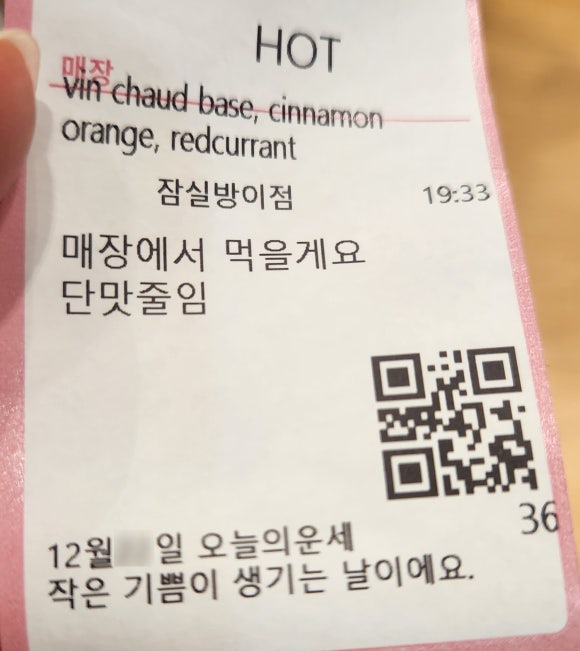 HOT
매장
vin chaud base, cinnamon
orange, redcurrant
잠실방이점 19:33
매장에서 먹을게요
단맛줄임
36
12월 일 오늘의운세
작은 기쁨이 생기는 날이에요.